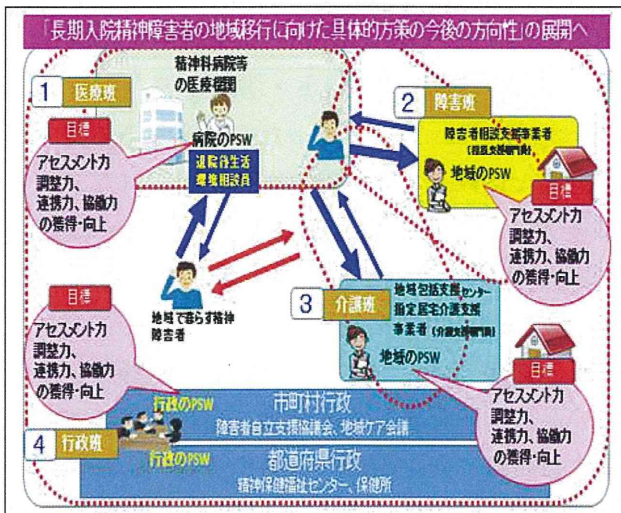 「長期入院精神障害者の地域移行に向けた具体的方策の今後の方向性」の展開へ
1 医療班
精神科病院等
の医療機関
病院のPSW
退院後生活
環境相談員
目標
アセスメント力
調整力、
連携力、協働力
の獲得・向上
2 障害班
障害者相談支援事業者
(相談支援専門員)
地域のPSW
目標
アセスメント力
調整力、
連携力、協働力
の獲得・向上
地域で暮らす精神
障害者
3 介護班
地域包括支援センター
指定居宅介護支援
事業者(介護支援専門員)
地域のPSW
目標
アセスメント力
調整力、
連携力、協働力
の獲得・向上
目標
アセスメント力
調整力、
連携力、協働力
の獲得・向上
4 行政班
行政のPSW
市町村行政
障害者自立支援協議会、地域ケア会議
行政のPSW
都道府県行政
精神保健福祉センター、保健所